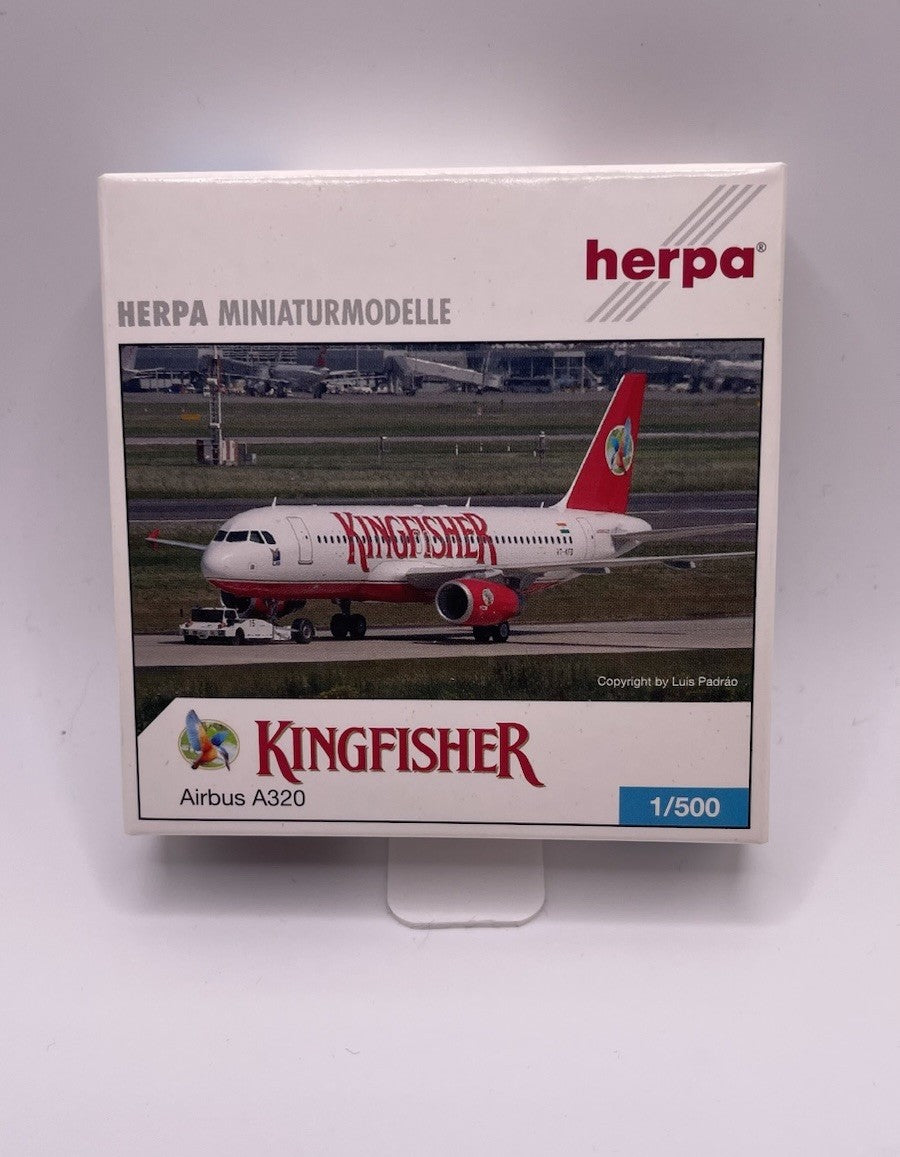 herpa®
HERPA MINIATURMODELLE
KINGFISHER
Copyright by Luis Padrão
KINGFISHER
Airbus A320
1/500